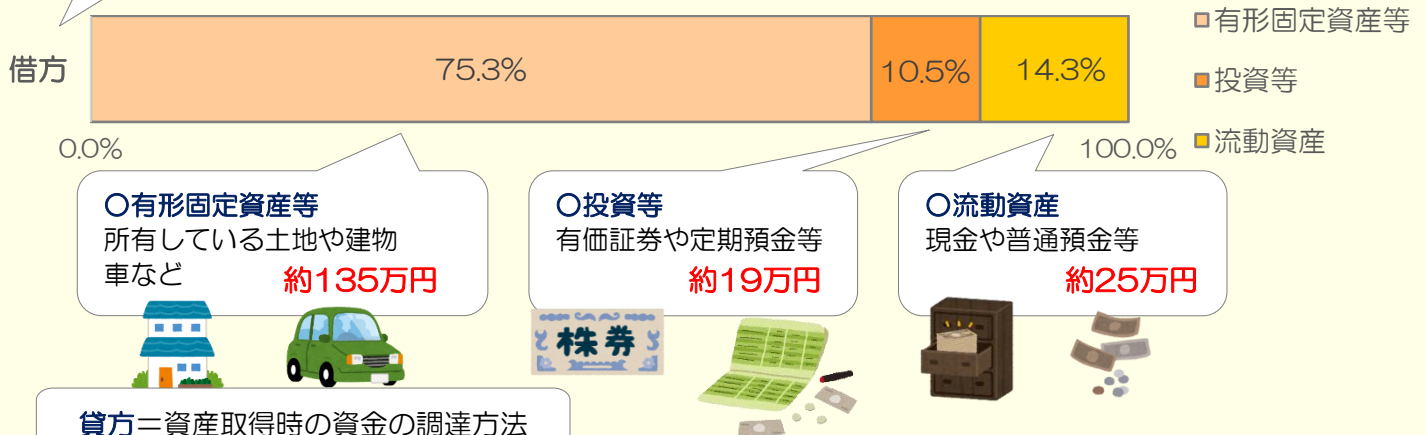 有形固定資産等
借方
75.3%
10.5%
14.3%
投資等
0.0%
100.0%
流動資産
〇有形固定資産等
所有している土地や建物
車など 約135万円
〇投資等
有価証券や定期預金等
約19万円
〇流動資産
現金や普通預金等
約25万円
株券
貸方＝資産取得時の資金の調達方法